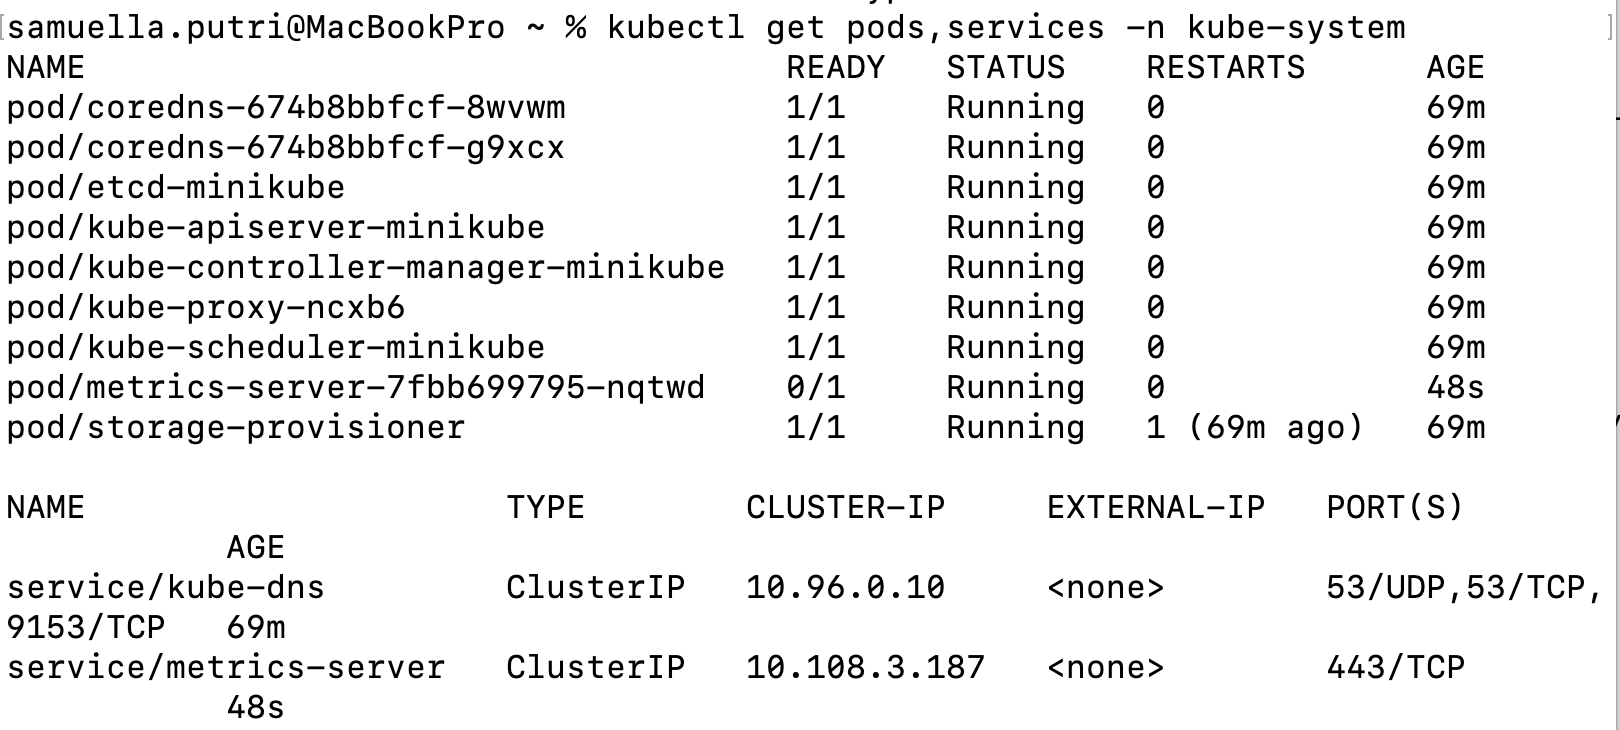 [samuella.putri@MacBookPro ~ % kubectl get pods,services -n kube-system ]
NAME READY STATUS RESTARTS AGE
pod/coredns-674b8bbfcf-8wvwm 1/1 Running 0 69m
pod/coredns-674b8bbfcf-g9xcx 1/1 Running 0 69m
pod/etcd-minikube 1/1 Running 0 69m
pod/kube-apiserver-minikube 1/1 Running 0 69m
pod/kube-controller-manager-minikube 1/1 Running 0 69m
pod/kube-proxy-ncxb6 1/1 Running 0 69m
pod/kube-scheduler-minikube 1/1 Running 0 69m
pod/metrics-server-7fbb699795-nqtwd 0/1 Running 0 48s
pod/storage-provisioner 1/1 Running 1 (69m ago) 69m
NAME TYPE CLUSTER-IP EXTERNAL-IP PORT(S)
AGE
service/kube-dns ClusterIP 10.96.0.10 <none> 53/UDP,53/TCP,
9153/TCP 69m
service/metrics-server ClusterIP 10.108.3.187 <none> 443/TCP
48s